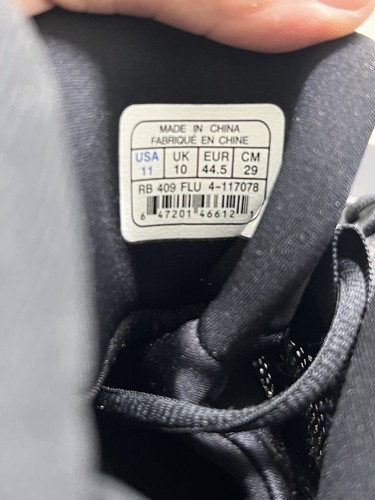 MADE IN CHINA
FABRIQUÉ EN CHINE
USA UK EUR CM
11 10 44.5 29
RB 409 FLU 4-117078
6 47201 46612 1